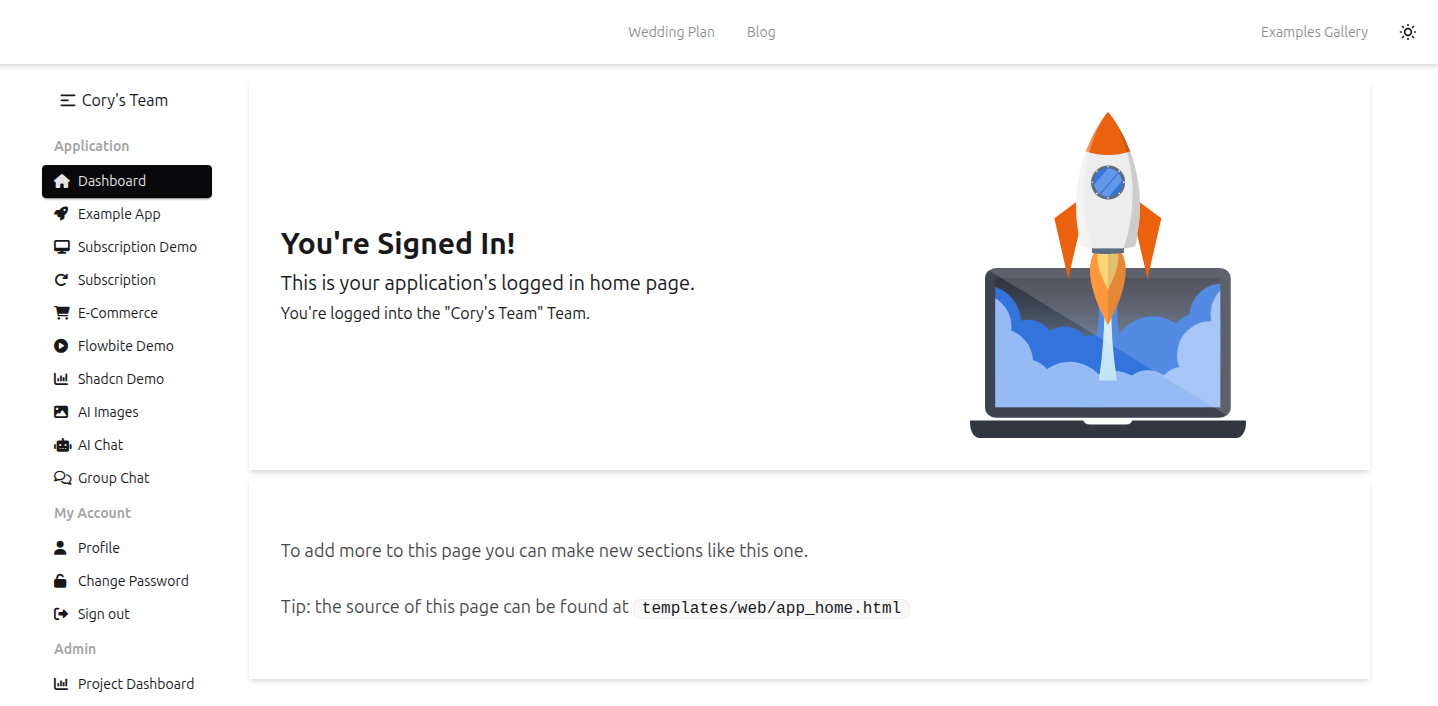 Wedding Plan
Blog
Examples Gallery
Cory's Team
Application
Dashboard
Example App
Subscription Demo
Subscription
E-Commerce
Flowbite Demo
Shadcn Demo
AI Images
AI Chat
Group Chat
My Account
Profile
Change Password
Sign out
Admin
Project Dashboard
You're Signed In!
This is your application's logged in home page.
You're logged into the "Cory's Team" Team.
To add more to this page you can make new sections like this one.
Tip: the source of this page can be found at templates/web/app_home.html